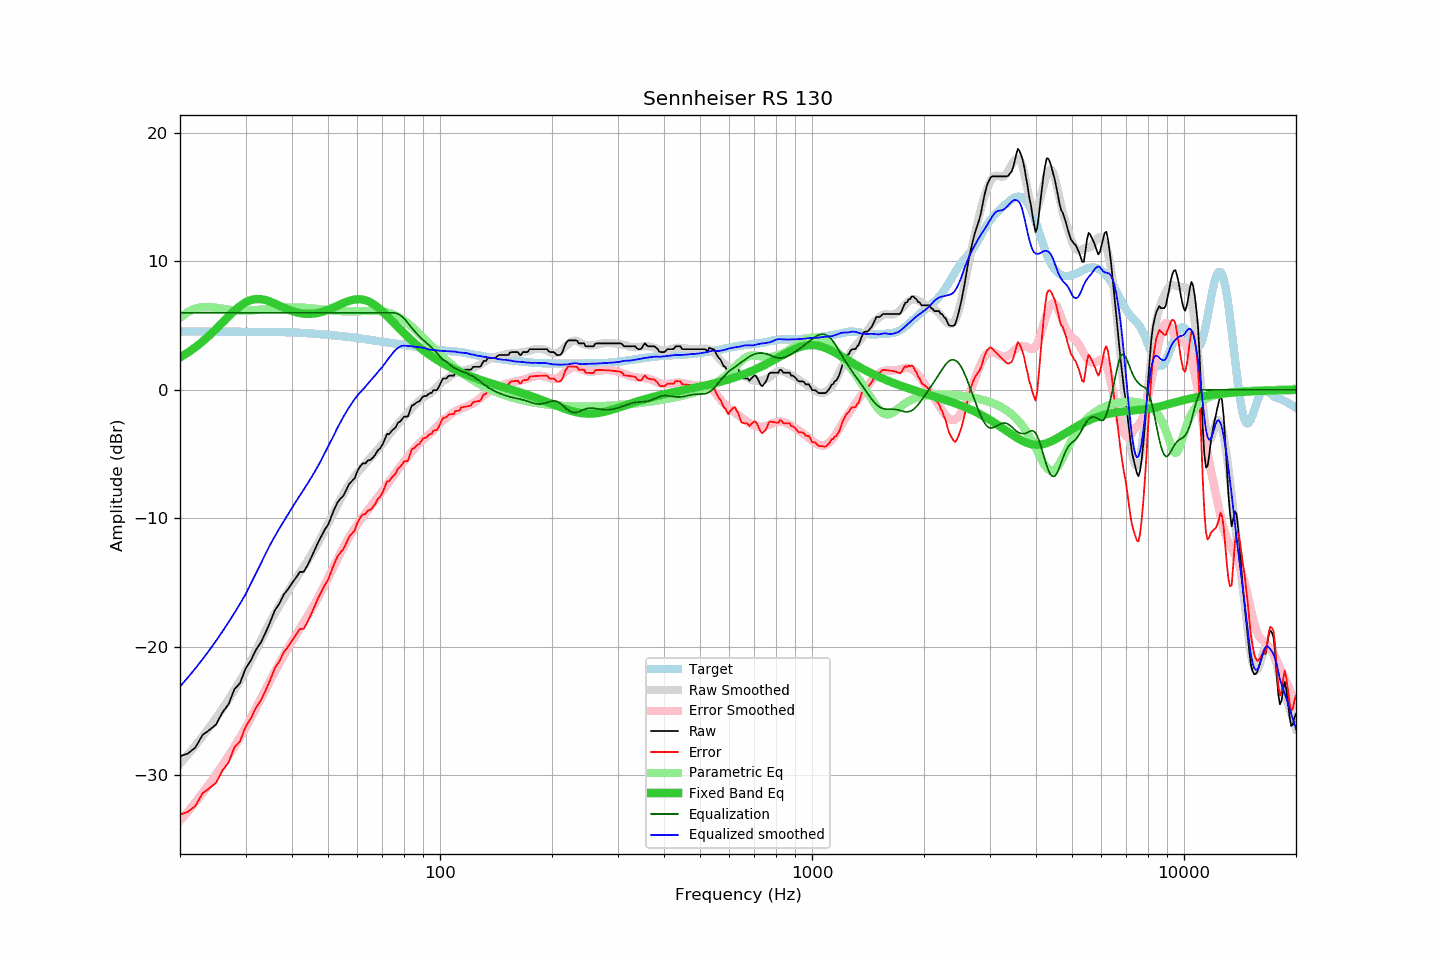 Sennheiser RS 130
20
10
0
−10
−20
−30
Amplitude (dBr)
Target
Raw Smoothed
Error Smoothed
Raw
Error
Parametric Eq
Fixed Band Eq
Equalization
Equalized smoothed
100
1000
10000
Frequency (Hz)